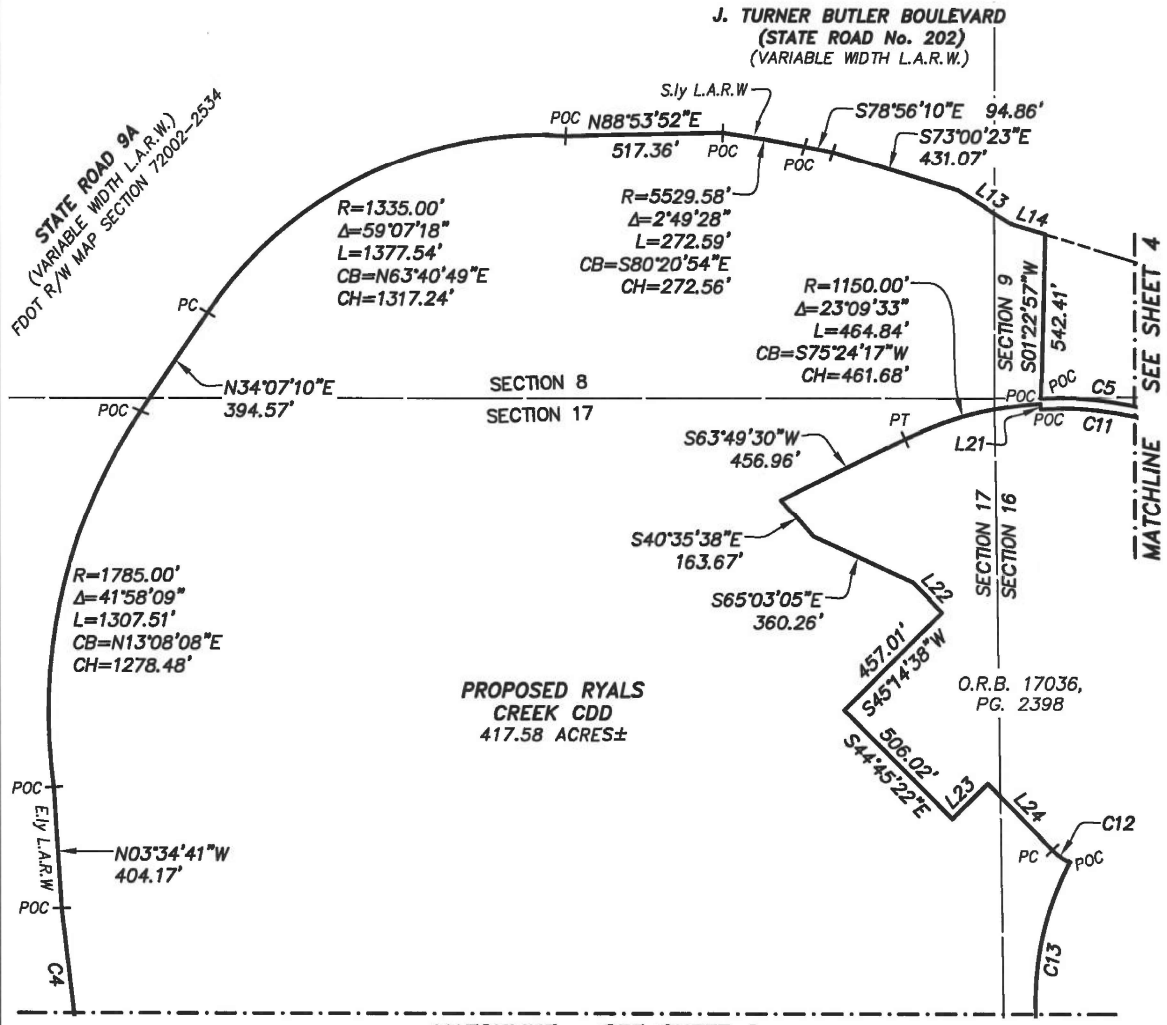 J. TURNER BUTLER BOULEVARD
(STATE ROAD No. 202)
(VARIABLE WIDTH L.A.R.W.)
STATE ROAD 9A
(VARIABLE WIDTH L.A.R.W.)
FDOT R/W MAP SECTION 72002-2534
S.ly L.A.R.W
POC
N88°53'52"E
517.36'
POC
POC
S78°56'10"E 94.86'
S73°00'23"E
431.07'
L13
L14
R=1335.00'
Δ=59°07'18"
L=1377.54'
CB=N63°40'49"E
CH=1317.24'
R=5529.58'
Δ=2°49'28"
L=272.59'
CB=S80°20'54"E
CH=272.56'
R=1150.00'
Δ=23°09'33"
L=464.84'
CB=S75°24'17"W
CH=461.68'
SECTION 9
S01°22'57"W
542.41'
MATCHLINE SEE SHEET 4
PC
N34°07'10"E
394.57'
POC
SECTION 8
SECTION 17
POC
POC
C5
POC
C11
L21
PT
S63°49'30"W
456.96'
SECTION 17
SECTION 16
S40°35'38"E
163.67'
S65°03'05"E
360.26'
L22
R=1785.00'
Δ=41°58'09"
L=1307.51'
CB=N13°08'08"E
CH=1278.48'
457.01'
S45°14'38"W
O.R.B. 17036,
PG. 2398
PROPOSED RYALS
CREEK CDD
417.58 ACRES±
506.02'
S44°45'22"E
L23
L24
C12
PC
POC
POC
E.ly L.A.R.W
N03°34'41"W
404.17'
POC
C4
C13